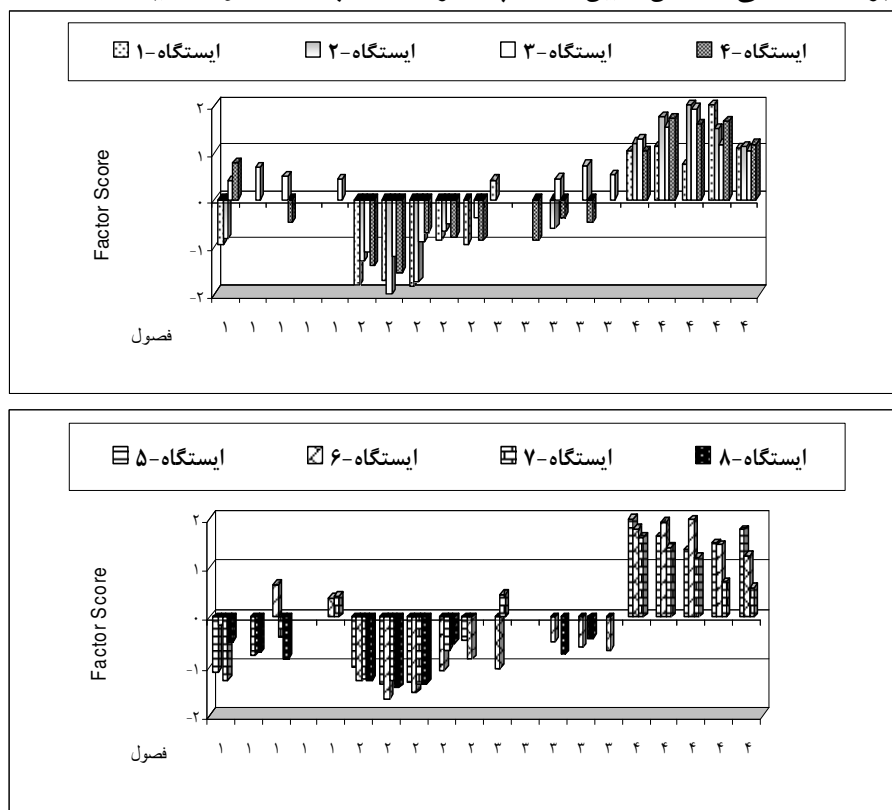 ایستگاه-۱ ایستگاه-۲ ایستگاه-۳ ایستگاه-۴
۲
۱
۰
-۱
-۲
Factor Score
۱ ۱ ۱ ۱ ۱ ۲ ۲ ۲ ۲ ۲ ۳ ۳ ۳ ۳ ۳ ۴ ۴ ۴ ۴ ۴
فصول
ایستگاه-۵ ایستگاه-۶ ایستگاه-۷ ایستگاه-۸
۲
۱
۰
-۱
-۲
Factor Score
۱ ۱ ۱ ۱ ۱ ۲ ۲ ۲ ۲ ۲ ۳ ۳ ۳ ۳ ۳ ۴ ۴ ۴ ۴ ۴
فصول